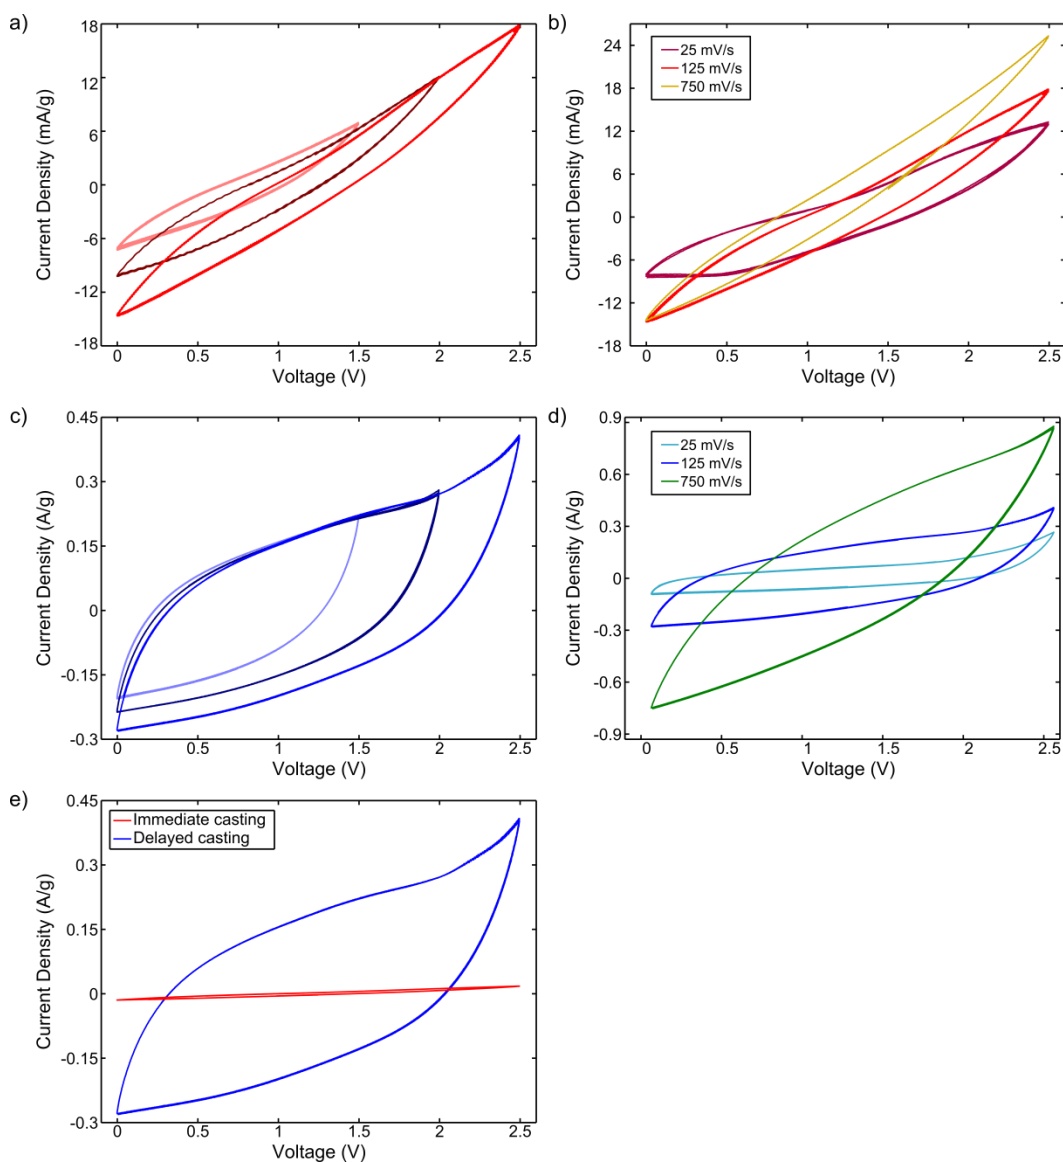 a)
18
12
6
0
-6
-12
-18
Current Density (mA/g)
0 0.5 1 1.5 2 2.5
Voltage (V)
b)
25 mV/s
125 mV/s
750 mV/s
24
18
12
6
0
-6
-12
-18
Current Density (mA/g)
0 0.5 1 1.5 2 2.5
Voltage (V)
c)
0.45
0.3
0.15
0
-0.15
-0.3
Current Density (A/g)
0 0.5 1 1.5 2 2.5
Voltage (V)
d)
25 mV/s
125 mV/s
750 mV/s
0.9
0.6
0.3
0
-0.3
-0.6
-0.9
Current Density (A/g)
0 0.5 1 1.5 2 2.5
Voltage (V)
e)
Immediate casting
Delayed casting
0.45
0.3
0.15
0
-0.15
-0.3
Current Density (A/g)
0 0.5 1 1.5 2 2.5
Voltage (V)